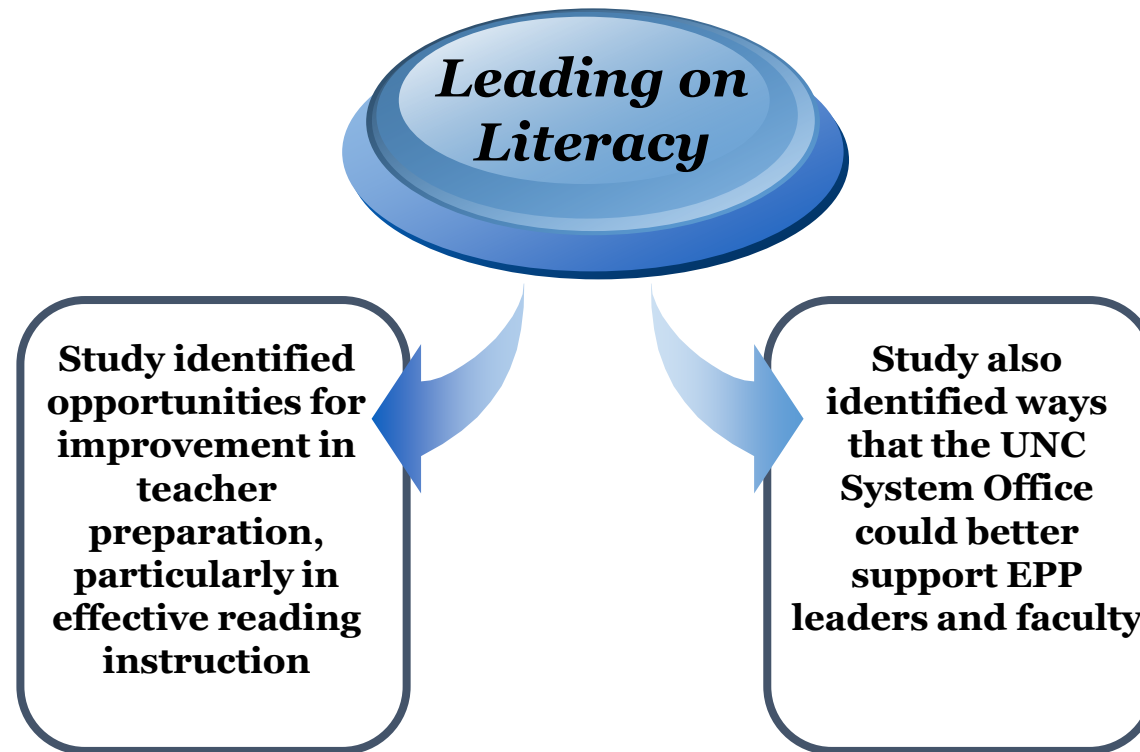 Leading on
Literacy
Study identified
opportunities for
improvement in
teacher
preparation,
particularly in
effective reading
instruction
Study also
identified ways
that the UNC
System Office
could better
support EPP
leaders and faculty